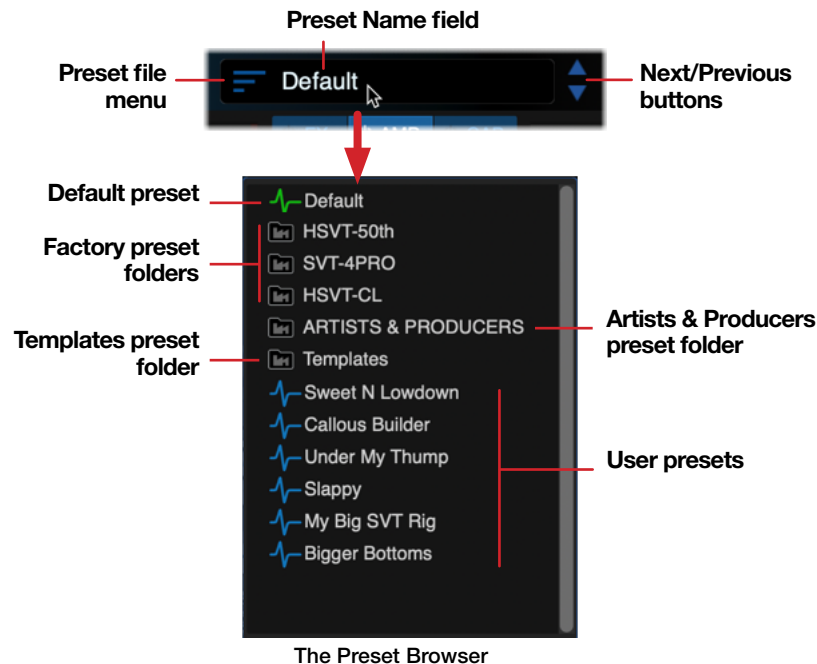 Preset Name field
Preset file
menu
Default
Next/Previous
buttons
Default preset
Default
Factory preset
folders
HSVT-50th
SVT-4PRO
HSVT-CL
ARTISTS & PRODUCERS
Artists & Producers
preset folder
Templates preset
folder
Templates
Sweet N Lowdown
Callous Builder
Under My Thump
User presets
Slappy
My Big SVT Rig
Bigger Bottoms
The Preset Browser